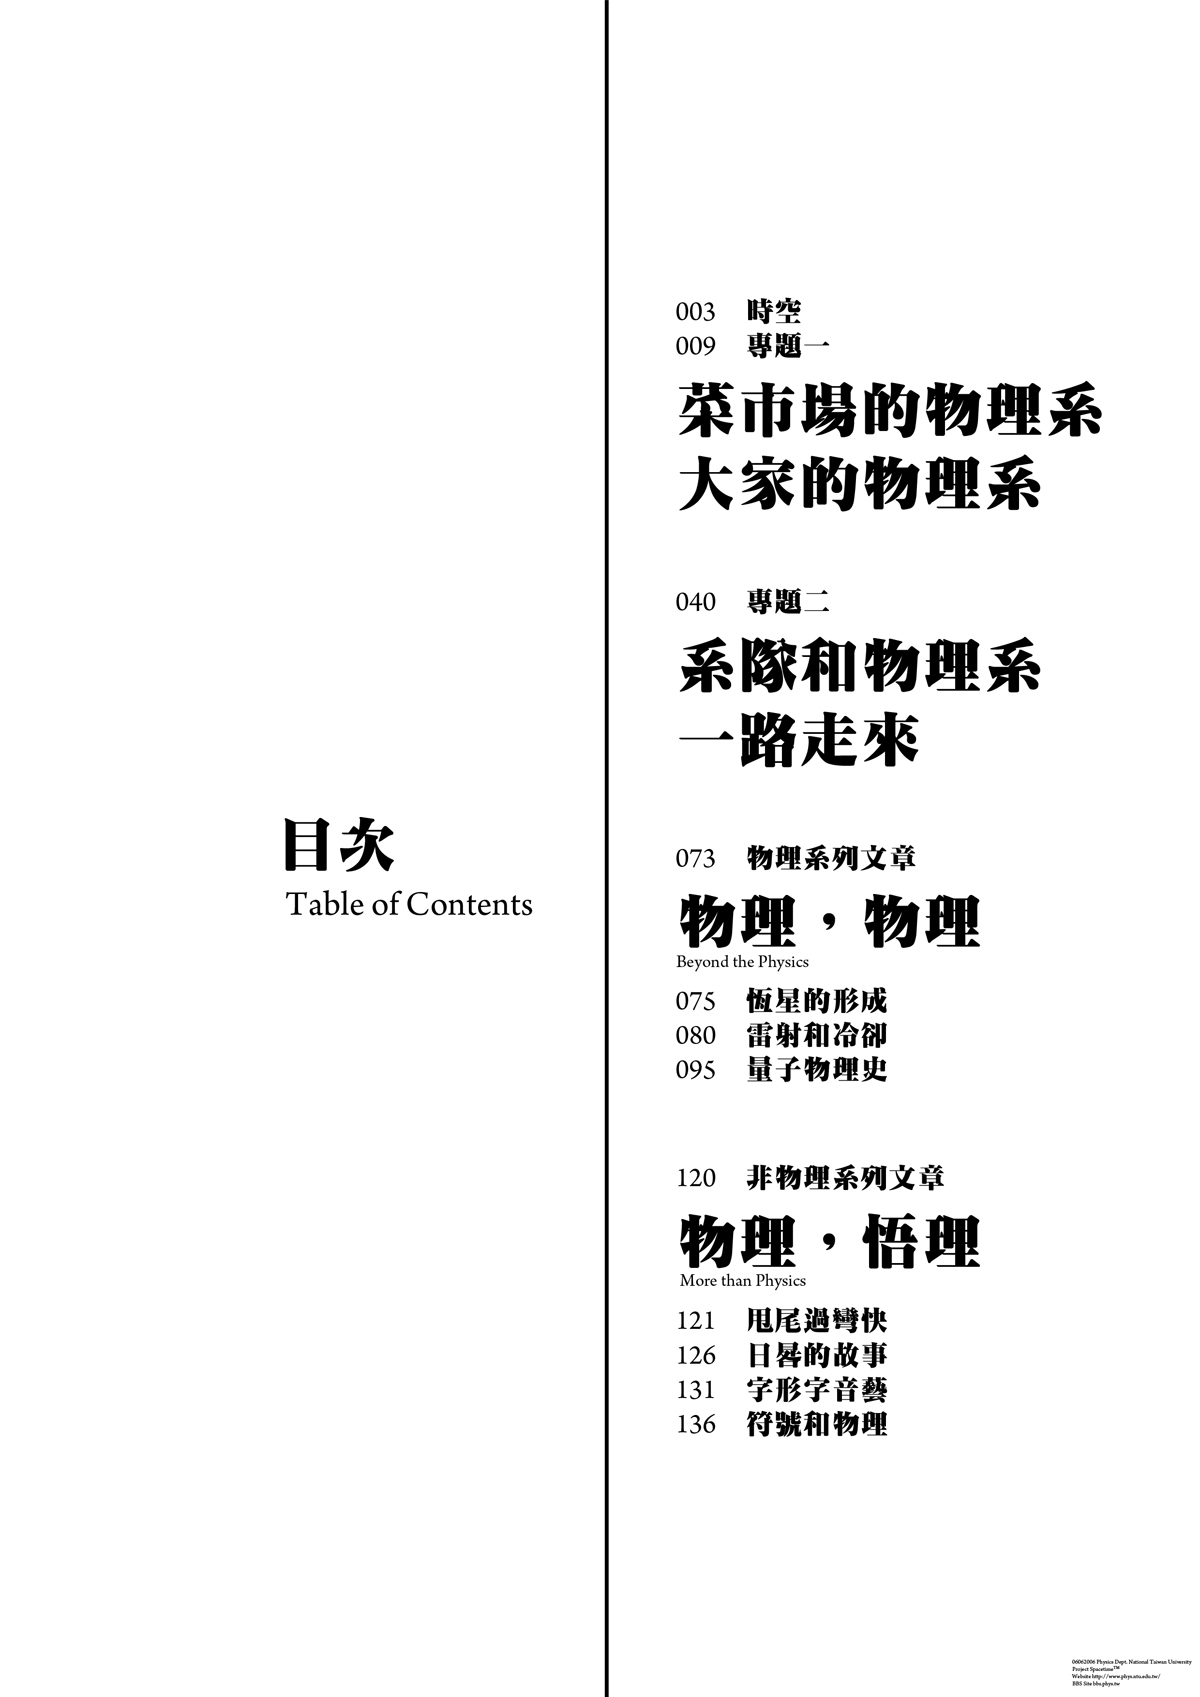 目次
Table of Contents
003 時空
009 專題一
菜市場的物理系
大家的物理系
040 專題二
系隊和物理系
一路走來
073 物理系列文章
物理，物理
Beyond the Physics
075 恆星的形成
080 雷射和冷卻
095 量子物理史
120 非物理系列文章
物理，悟理
More than Physics
121 甩尾過彎快
126 日晷的故事
131 字形字音藝
136 符號和物理
06062006 Physics Dept. National Taiwan University
Project Spacetime™
Website http://www.phys.ntu.edu.tw/
BBS Site bbs.phys.tw